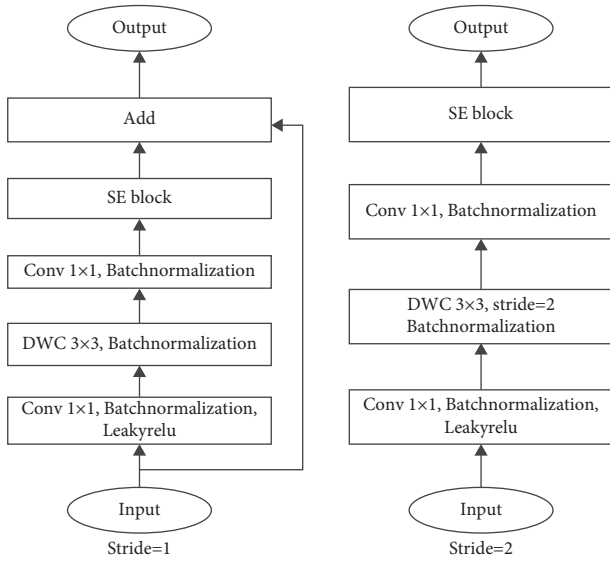 Output
Add
SE block
Conv 1×1, Batchnormalization
DWC 3×3, Batchnormalization
Conv 1×1, Batchnormalization,
Leakyrelu
Input
Stride=1
Output
SE block
Conv 1×1, Batchnormalization
DWC 3×3, stride=2
Batchnormalization
Conv 1×1, Batchnormalization,
Leakyrelu
Input
Stride=2